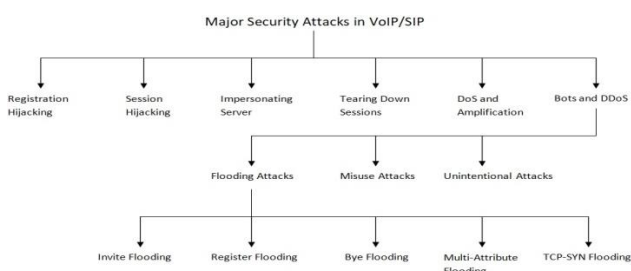 Major Security Attacks in VoIP/SIP
Registration
Hijacking
Session
Hijacking
Impersonating
Server
Tearing Down
Sessions
DoS and
Amplification
Bots and DDoS
Flooding Attacks
Misuse Attacks
Unintentional Attacks
Invite Flooding
Register Flooding
Bye Flooding
Multi-Attribute
Flooding
TCP-SYN Flooding